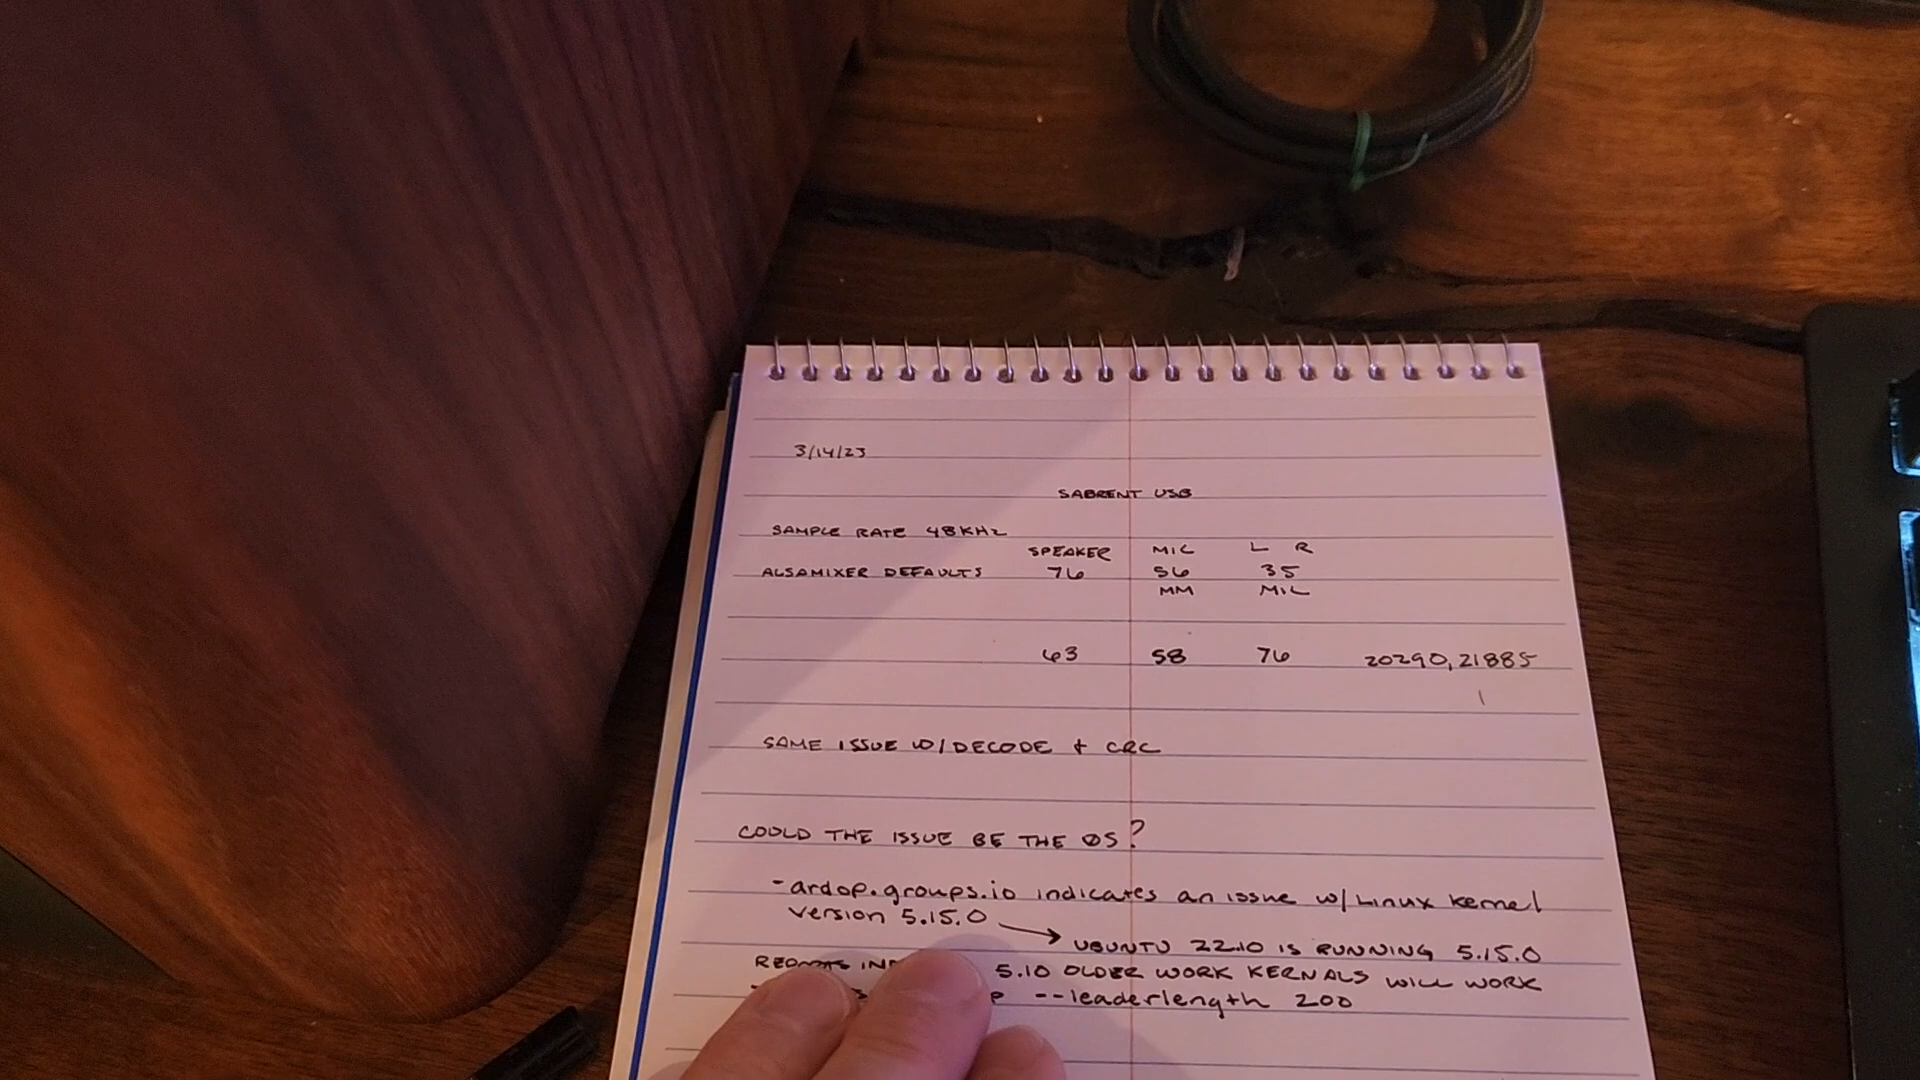 3/14/23
SABRENT USB
SAMPLE RATE 48KHz
SPEAKER MIC L R
ALSAMIXER DEFAULTS 76 56 35
MM MIC
63 58 76 20290,21885
SAME ISSUE W/DECODE + CRC
COULD THE ISSUE BE THE OS?
-ardop.groups.io indicates an issue w/Linux kernel
version 5.15.0
→ UBUNTU 22.10 IS RUNNING 5.15.0
5.10 OLDER WORK KERNALS WILL WORK
--leaderlength 200